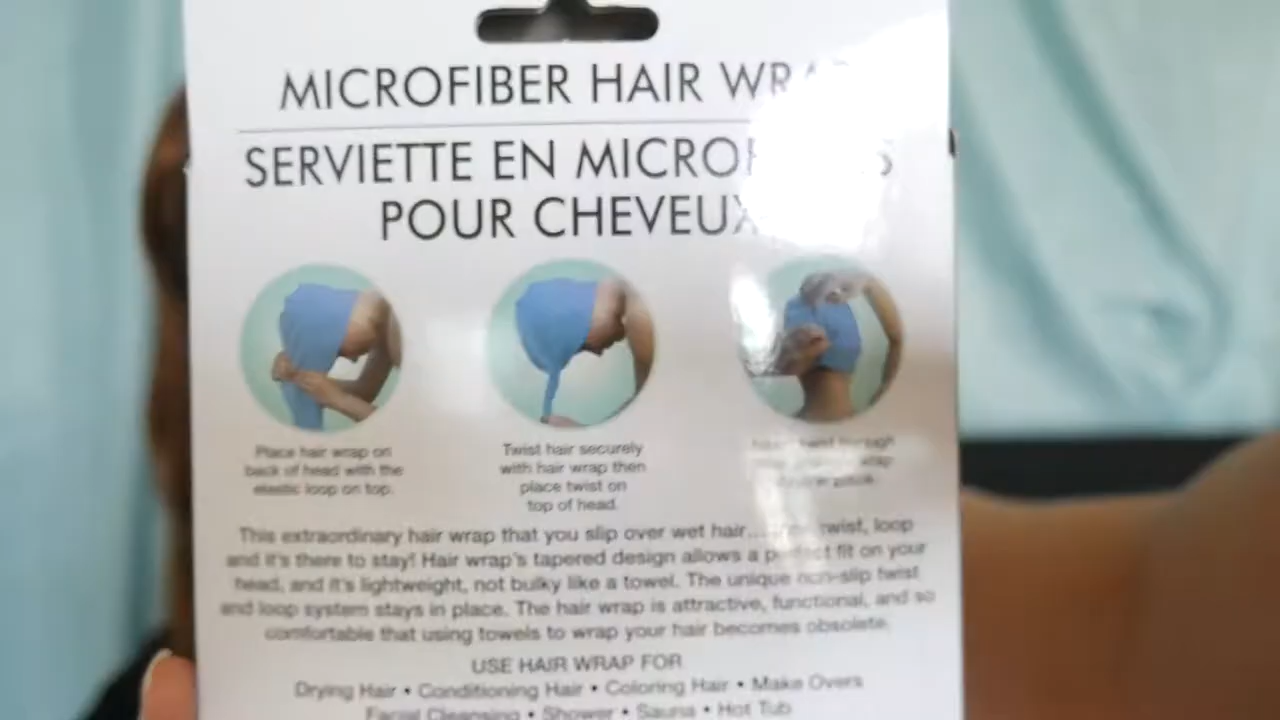 MICROFIBER HAIR
SERVIETTE EN
POUR CHEVEUX
Place hair wrap on
back of head with the
elastic loop on top.
Twist hair securely
with hair wrap then
place twist on
top of head.
twist through
This extraordinary hair wrap that you slip over wet hair... twist, loop
and it's there to stay! Hair wrap's tapered design allows a perfect fit on your
head, and it's lightweight, not bulky like a towel. The unique non-slip twist
and loop system stays in place. The hair wrap is attractive, functional, and so
comfortable that using towels to wrap your hair becomes obsolete.
USE HAIR WRAP FOR
Drying Hair • Conditioning Hair • Coloring Hair • Make Overs
Facial Cleansing • Shower • Sauna • Hot Tub